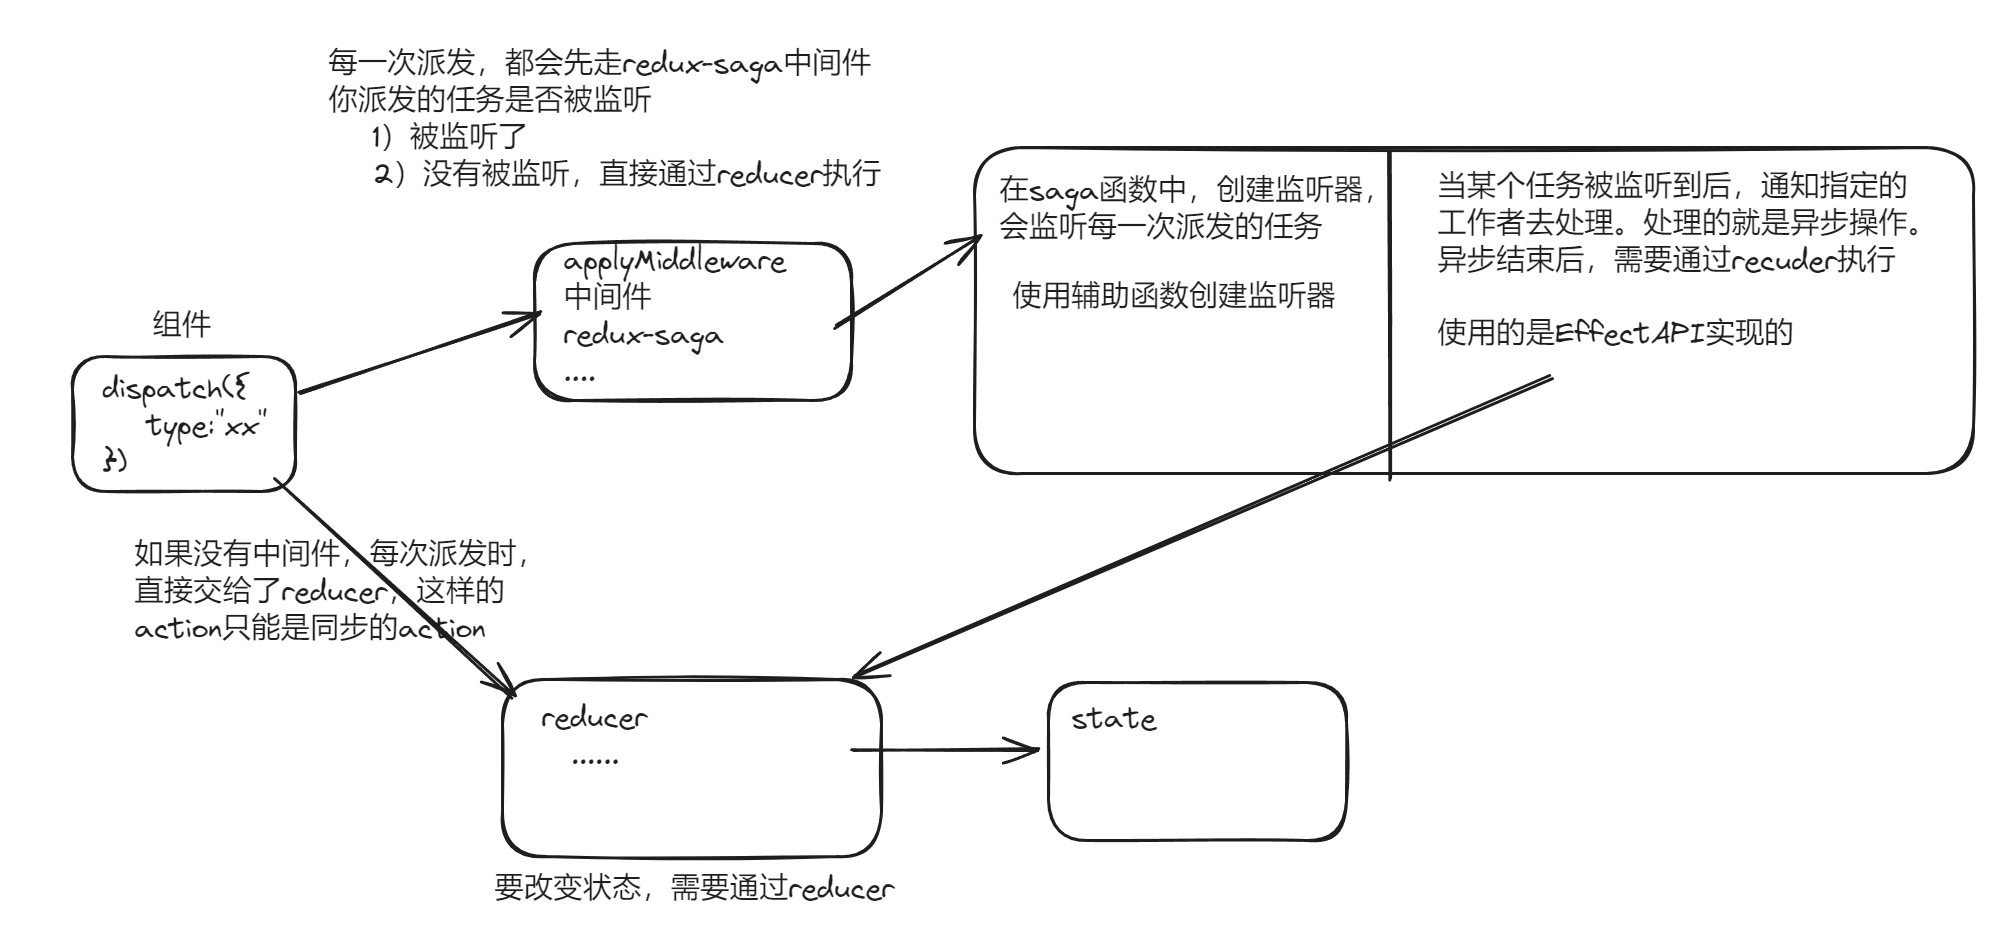 每一次派发，都会先走redux-saga中间件
你派发的任务是否被监听
1）被监听了
2）没有被监听，直接通过reducer执行
在saga函数中，创建监听器，
会监听每一次派发的任务
使用辅助函数创建监听器
当某个任务被监听到后，通知指定的
工作者去处理。处理的就是异步操作。
异步结束后，需要通过recuder执行
使用的是EffectAPI实现的
applyMiddleware
中间件
redux-saga
....
组件
dispatch({
type:"xx"
})
如果没有中间件，每次派发时，
直接交给了reducer，这样的
action只能是同步的action
reducer
......
state
要改变状态，需要通过reducer